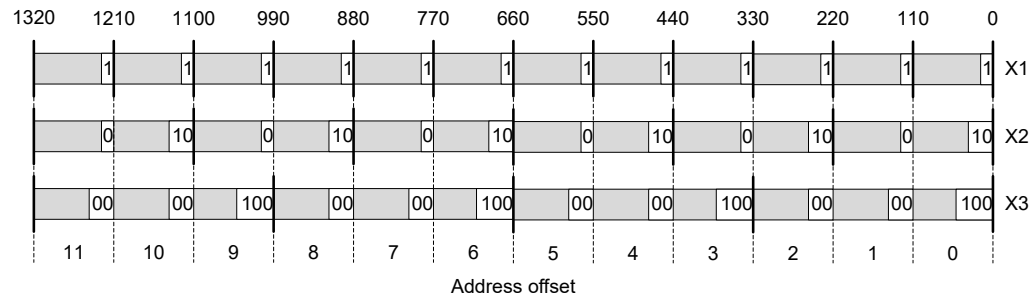 1320 1210 1100 990 880 770 660 550 440 330 220 110 0
1 1 1 1 1 1 1 1 1 1 1 1 X1
0 10 0 10 0 10 0 10 0 10 0 10 X2
00 00 100 00 00 100 00 00 100 00 00 100 X3
11 10 9 8 7 6 5 4 3 2 1 0
Address offset